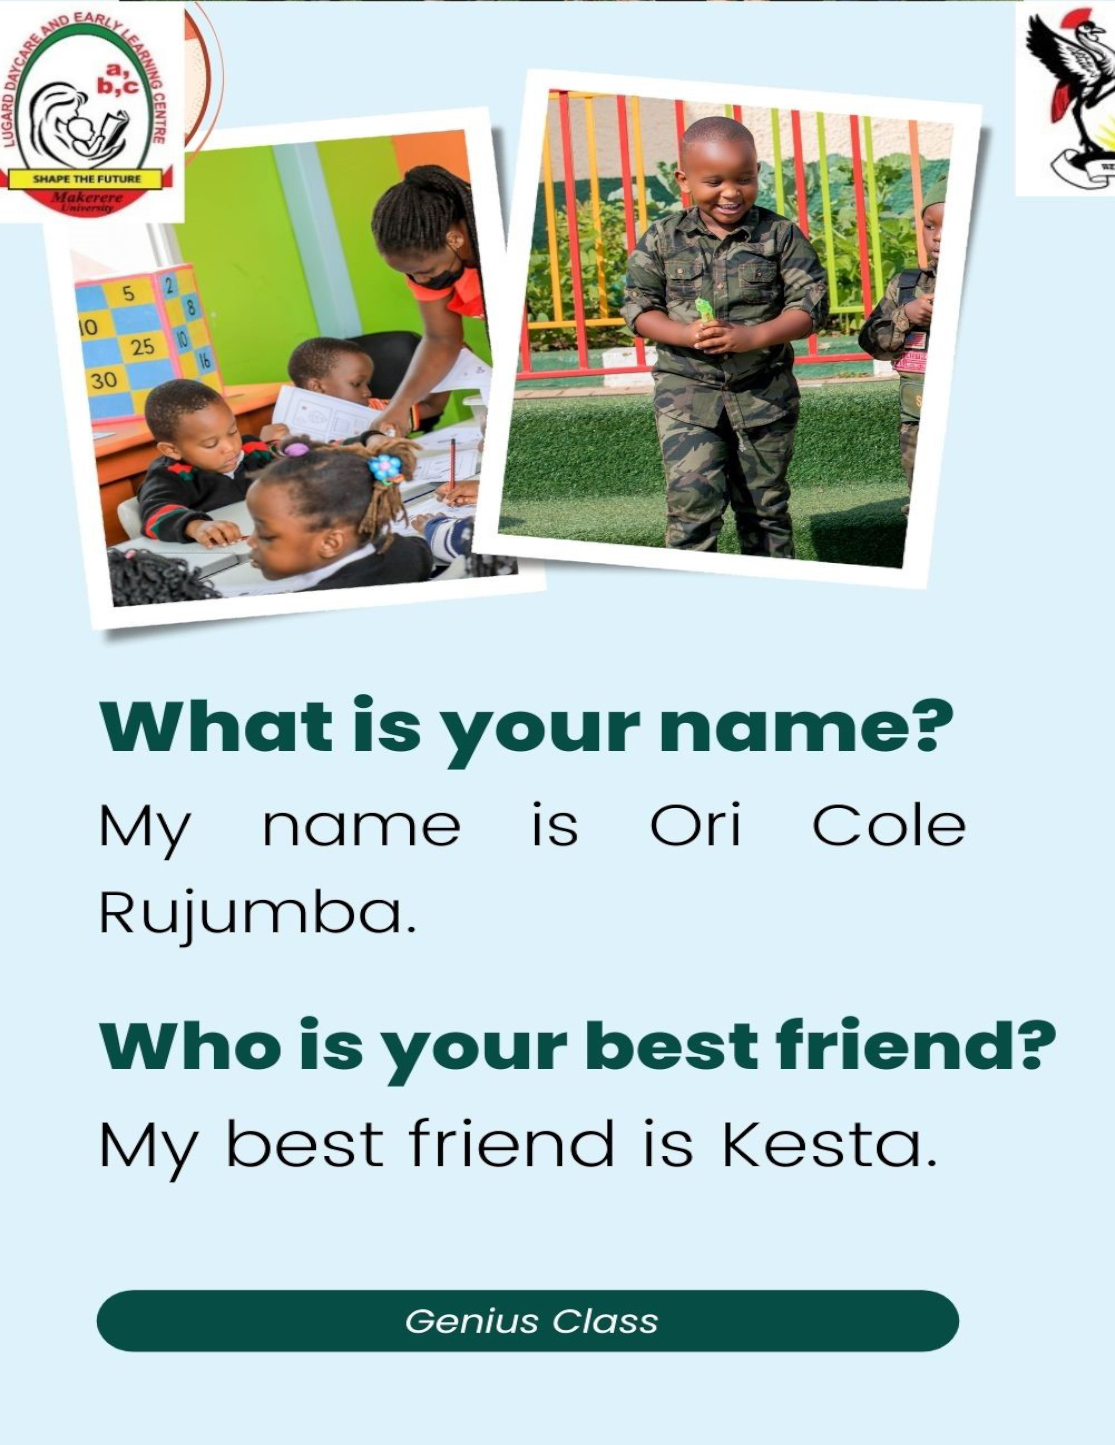 LUGARD DAYCARE AND EARLY LEARNING CENTRE
a,
b,c
SHAPE THE FUTURE
Makerere
University
WE
5
2
10
8
25
10
30
16
What is your name?
My name is Ori Cole
Rujumba.
Who is your best friend?
My best friend is Kesta.
Genius Class